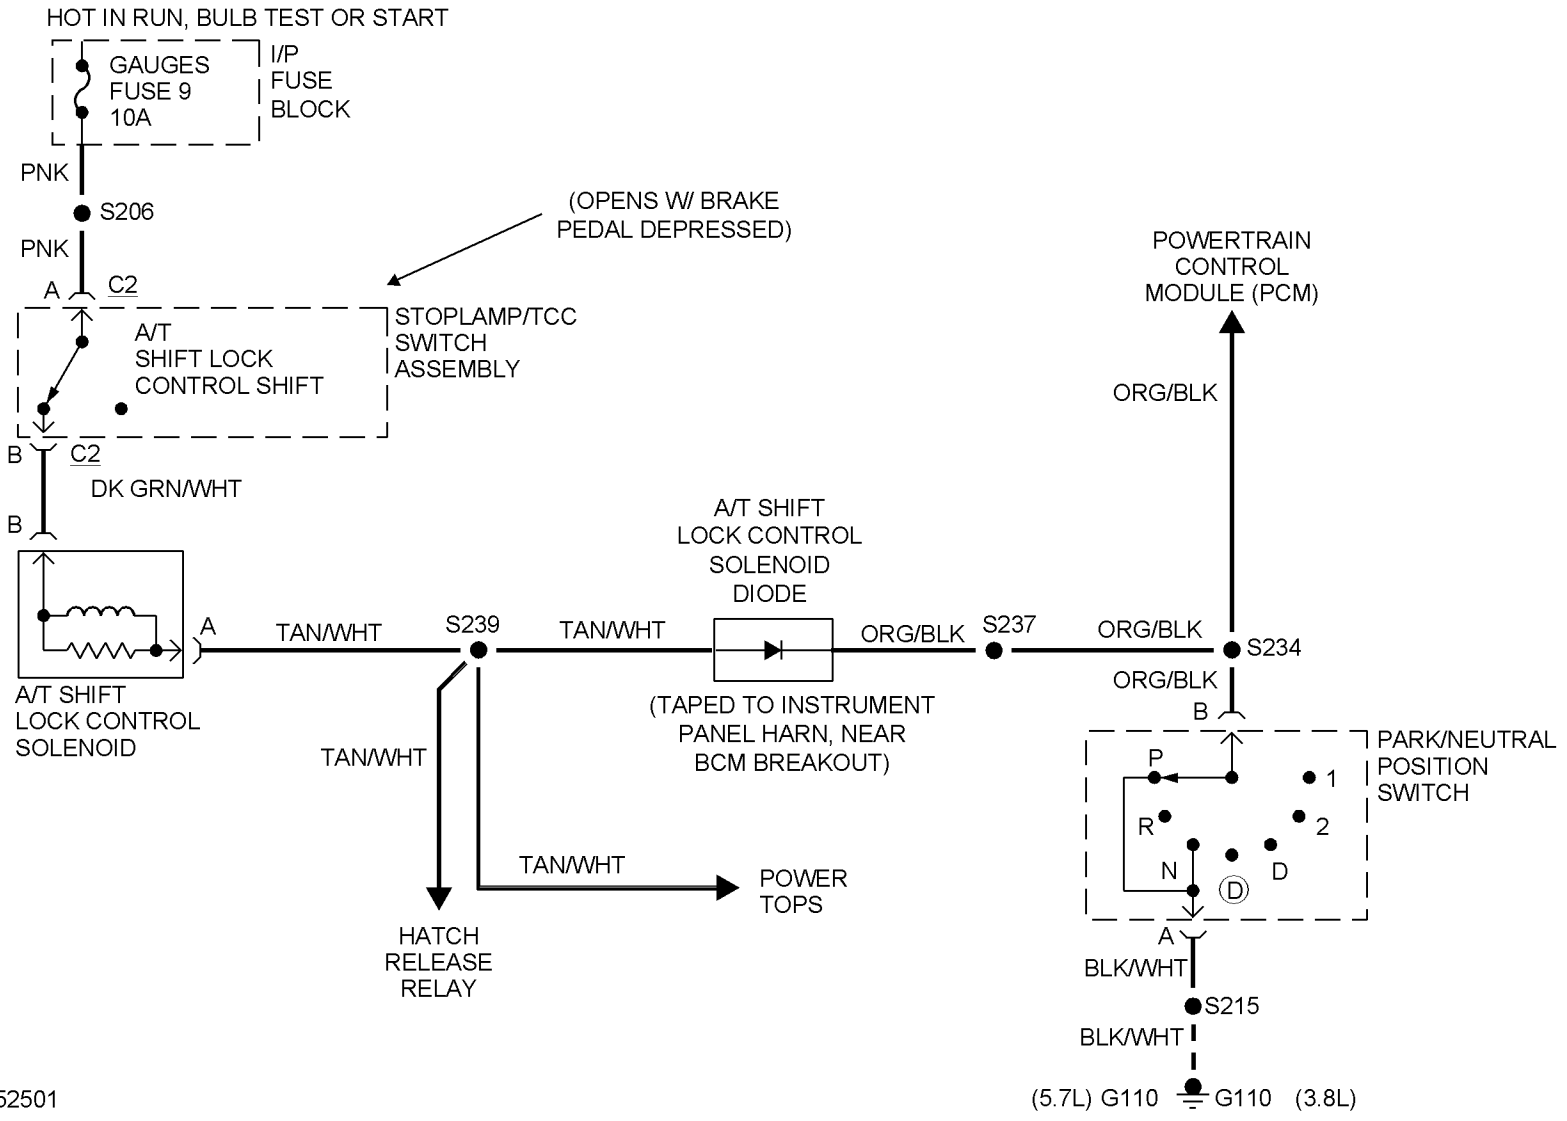 HOT IN RUN, BULB TEST OR START
GAUGES
FUSE 9
10A
I/P
FUSE
BLOCK
PNK
S206
PNK
A
C2
(OPENS W/ BRAKE
PEDAL DEPRESSED)
A/T
SHIFT LOCK
CONTROL SHIFT
STOPLAMP/TCC
SWITCH
ASSEMBLY
B
C2
DK GRN/WHT
B
A
A/T SHIFT
LOCK CONTROL
SOLENOID
TAN/WHT
S239
TAN/WHT
A/T SHIFT
LOCK CONTROL
SOLENOID
DIODE
(TAPED TO INSTRUMENT
PANEL HARN, NEAR
BCM BREAKOUT)
ORG/BLK
S237
ORG/BLK
POWERTRAIN
CONTROL
MODULE (PCM)
ORG/BLK
S234
ORG/BLK
B
TAN/WHT
HATCH
RELEASE
RELAY
TAN/WHT
POWER
TOPS
PARK/NEUTRAL
POSITION
SWITCH
P
1
R
2
N
D
D
A
BLK/WHT
S215
BLK/WHT
(5.7L) G110
G110 (3.8L)
52501